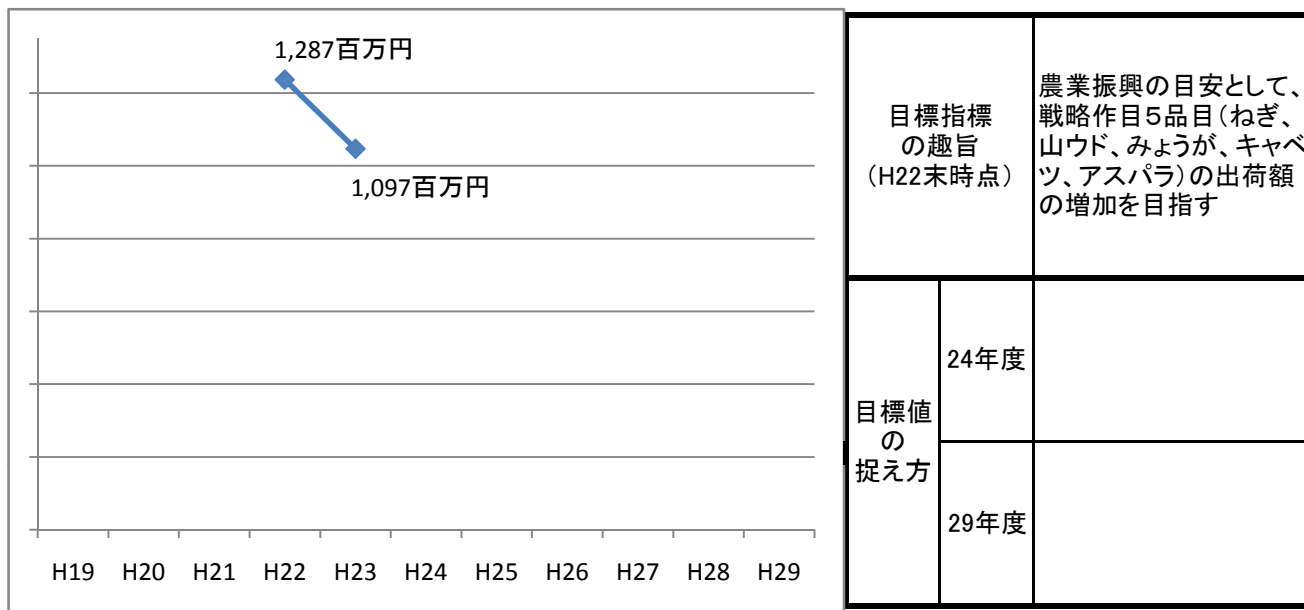 1,287百万円
1,097百万円
H19 H20 H21 H22 H23 H24 H25 H26 H27 H28 H29
目標指標
の趣旨
(H22末時点)
農業振興の目安として、
戦略作目5品目(ねぎ、
山ウド、みょうが、キャベ
ツ、アスパラ)の出荷額
の増加を目指す
目標値
の
捉え方
24年度
29年度